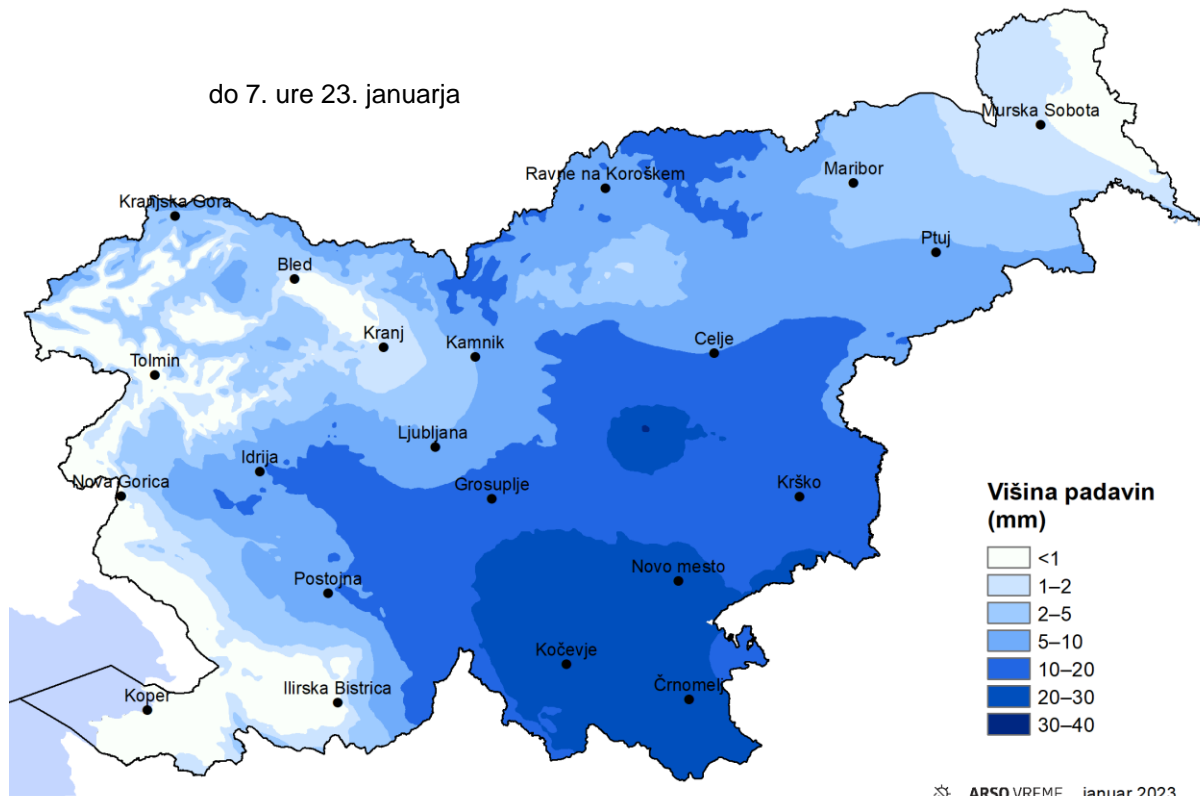 do 7. ure 23. januarja
Murska Sobota
Ravne na Koroškem
Maribor
Kranjska Gora
Ptuj
Bled
Kranj
Kamnik
Celje
Tolmin
Ljubljana
Idrija
Nova Gorica
Grosuplje
Krško
Postojna
Novo mesto
Kočevje
Črnomelj
Koper
Ilirska Bistrica
Višina padavin
(mm)
<1
1–2
2–5
5–10
10–20
20–30
30–40
ARSO VREME januar 2023